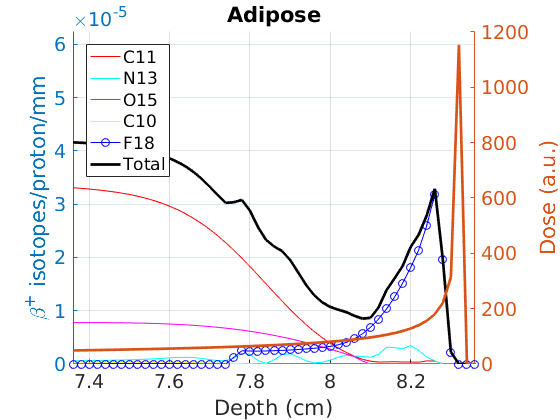 Adipose
×10⁻⁵
6
5
4
3
2
1
0
β⁺ isotopes/proton/mm
C11
N13
O15
C10
F18
Total
1200
1000
800
600
400
200
0
Dose (a.u.)
7.4 7.6 7.8 8 8.2
Depth (cm)